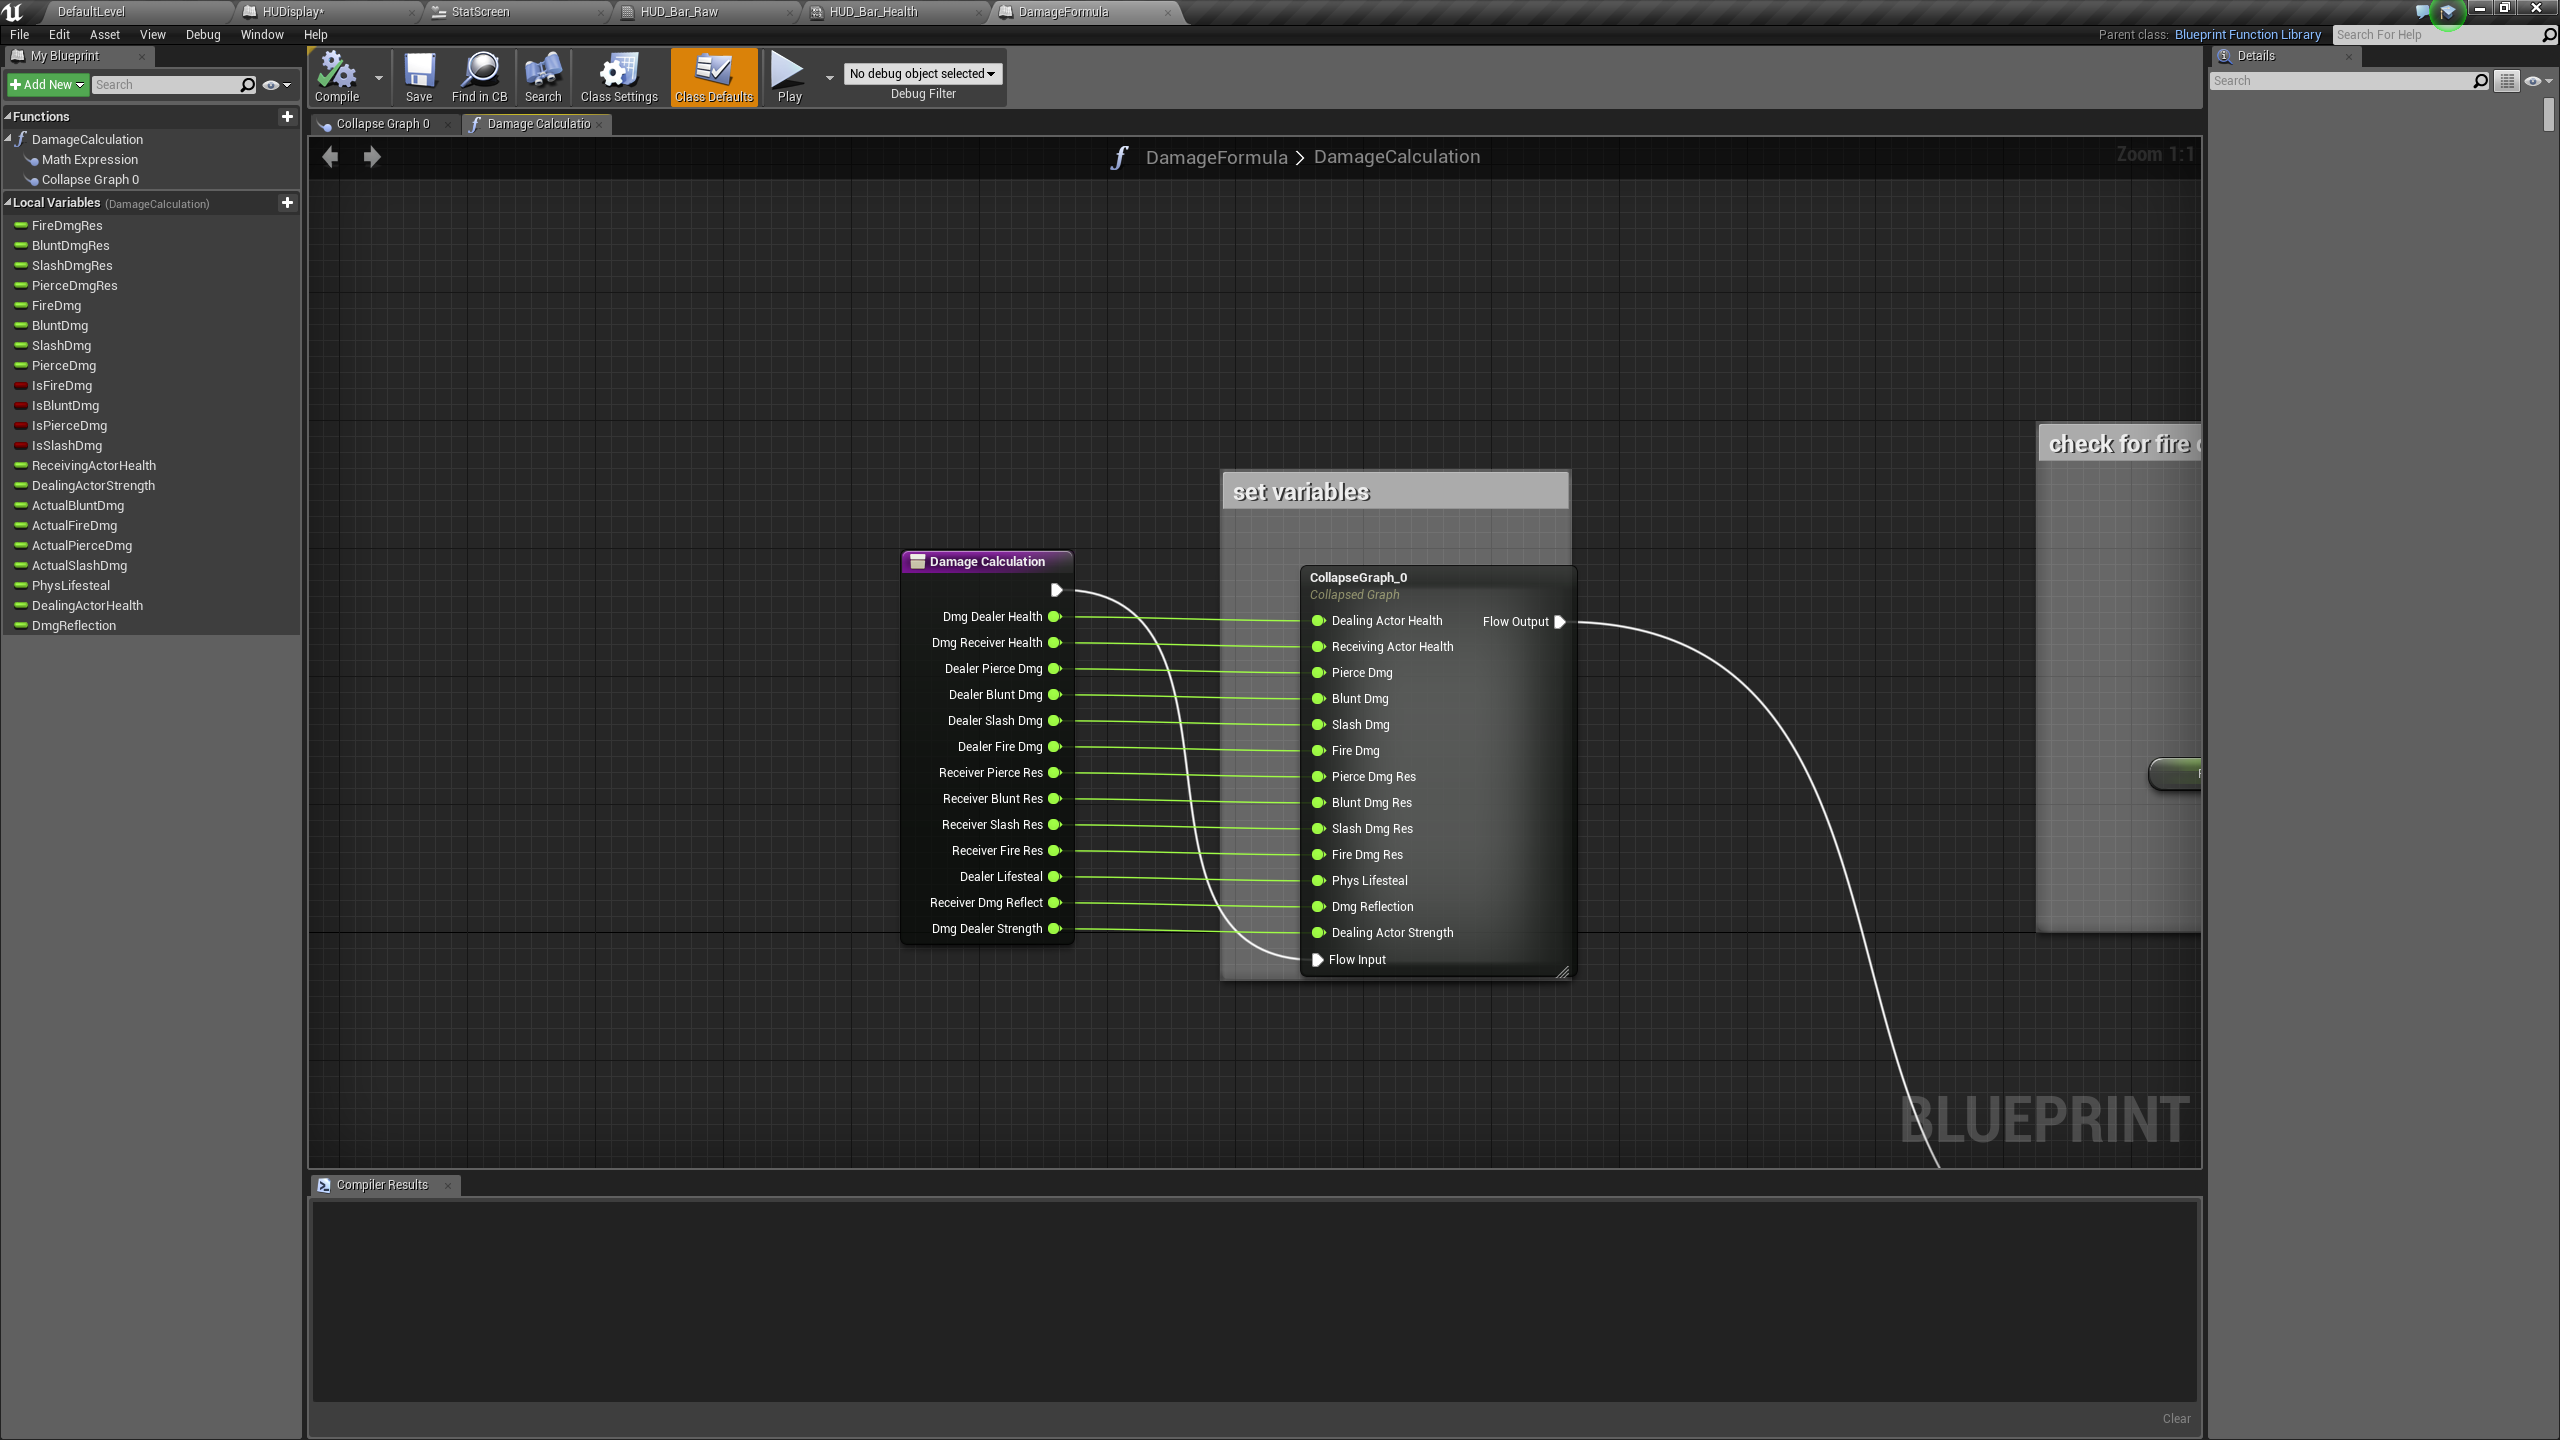 DefaultLevel
HUDisplay*
StatScreen
HUD_Bar_Raw
HUD_Bar_Health
DamageFormula
File Edit Asset View Debug Window Help
Parent class: Blueprint Function Library
Search For Help
My Blueprint
Details
Add New
Search
Compile
Save
Find in CB
Search
Class Settings
Class Defaults
Play
No debug object selected
Debug Filter
Search
Functions
DamageCalculation
Math Expression
Collapse Graph 0
Local Variables (DamageCalculation)
FireDmgRes
BluntDmgRes
SlashDmgRes
PierceDmgRes
FireDmg
BluntDmg
SlashDmg
PierceDmg
IsFireDmg
IsBluntDmg
IsPierceDmg
IsSlashDmg
ReceivingActorHealth
DealingActorStrength
ActualBluntDmg
ActualFireDmg
ActualPierceDmg
ActualSlashDmg
PhysLifesteal
DealingActorHealth
DmgReflection
Collapse Graph 0
Damage Calculatio
DamageFormula > DamageCalculation
Zoom 1:1
check for fire
set variables
Damage Calculation
Dmg Dealer Health
Dmg Receiver Health
Dealer Pierce Dmg
Dealer Blunt Dmg
Dealer Slash Dmg
Dealer Fire Dmg
Receiver Pierce Res
Receiver Blunt Res
Receiver Slash Res
Receiver Fire Res
Dealer Lifesteal
Receiver Dmg Reflect
Dmg Dealer Strength
CollapseGraph_0
Collapsed Graph
Dealing Actor Health
Flow Output
Receiving Actor Health
Pierce Dmg
Blunt Dmg
Slash Dmg
Fire Dmg
Pierce Dmg Res
Blunt Dmg Res
Slash Dmg Res
Fire Dmg Res
Phys Lifesteal
Dmg Reflection
Dealing Actor Strength
Flow Input
BLUEPRINT
Compiler Results
Clear